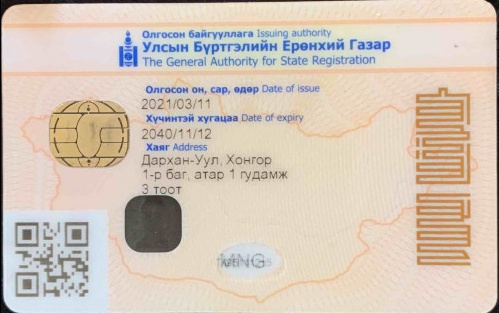 Олгосон байгууллага Issuing authority
Улсын Бүртгэлийн Ерөнхий Газар
The General Authority for State Registration
Олгосон он, сар, өдөр Date of issue
2021/03/11
Хүчинтэй хугацаа Date of expiry
2040/11/12
Хаяг Address
Дархан-Уул, Хонгор
1-р баг, атар 1 гудамж
3 тоот
MNG